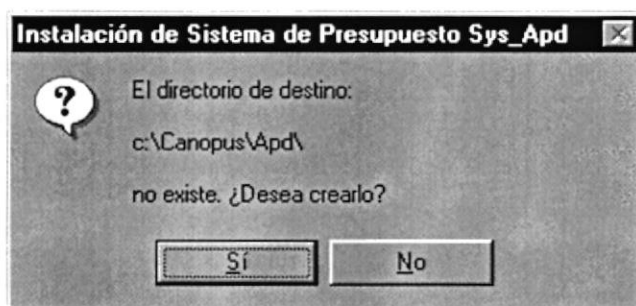 Instalación de Sistema de Presupuesto Sys_Apd
El directorio de destino:
c:\Canopus\Apd\
no existe. ¿Desea crearlo?
Sí
No